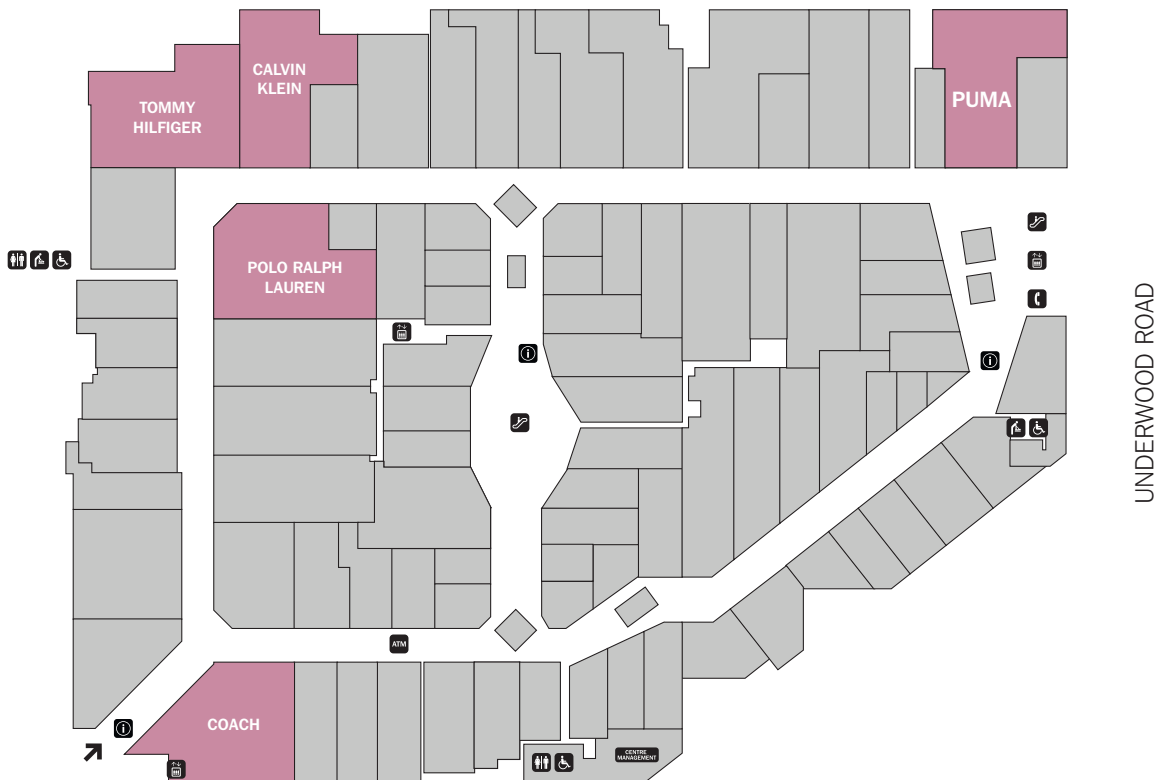 CALVIN
KLEIN
TOMMY
HILFIGER
PUMA
POLO RALPH
LAUREN
UNDERWOOD ROAD
i
i
ATM
COACH
i
CENTRE
MANAGEMENT